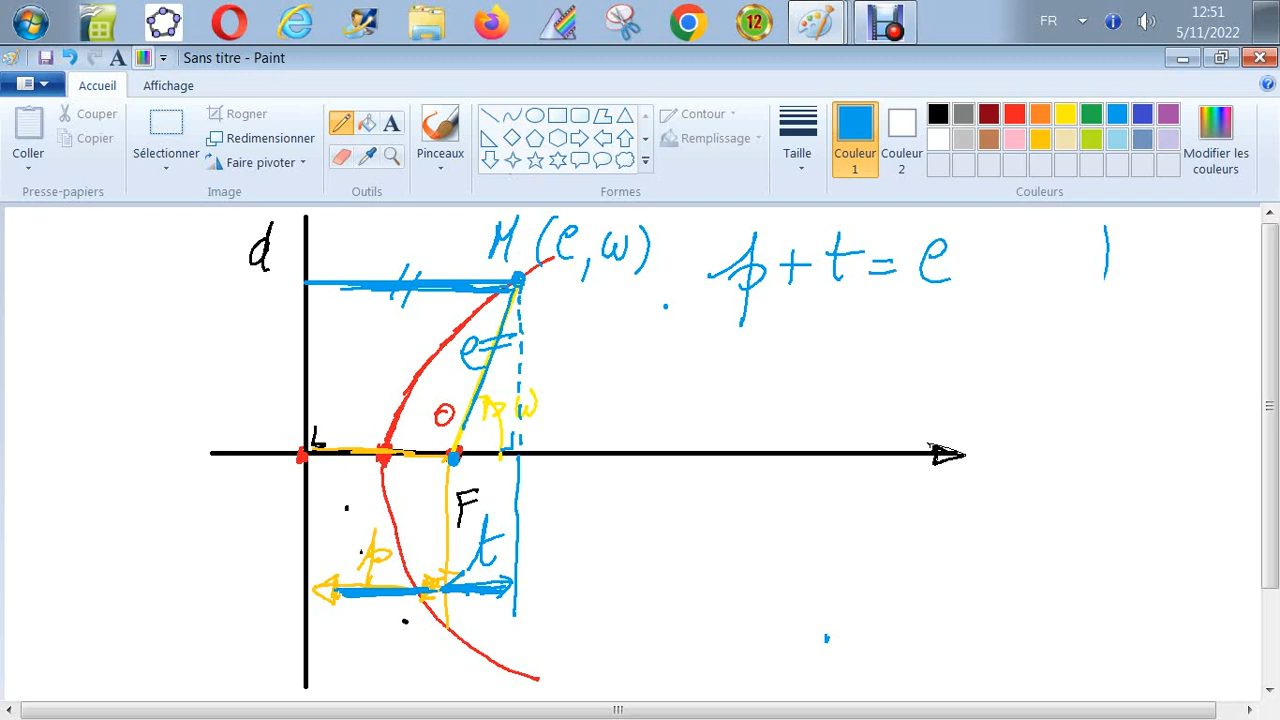 12
FR
12:51
5/11/2022
Sans titre - Paint
Accueil
Affichage
Coller
Couper
Copier
Presse-papiers
Sélectionner
Rogner
Redimensionner
Faire pivoter
Image
A
Outils
Pinceaux
Contour
Remplissage
Formes
Taille
Couleur 1
Couleur 2
Modifier les couleurs
Couleurs
d
M (e, ω)
p + t = e
e
ω
F
p
t